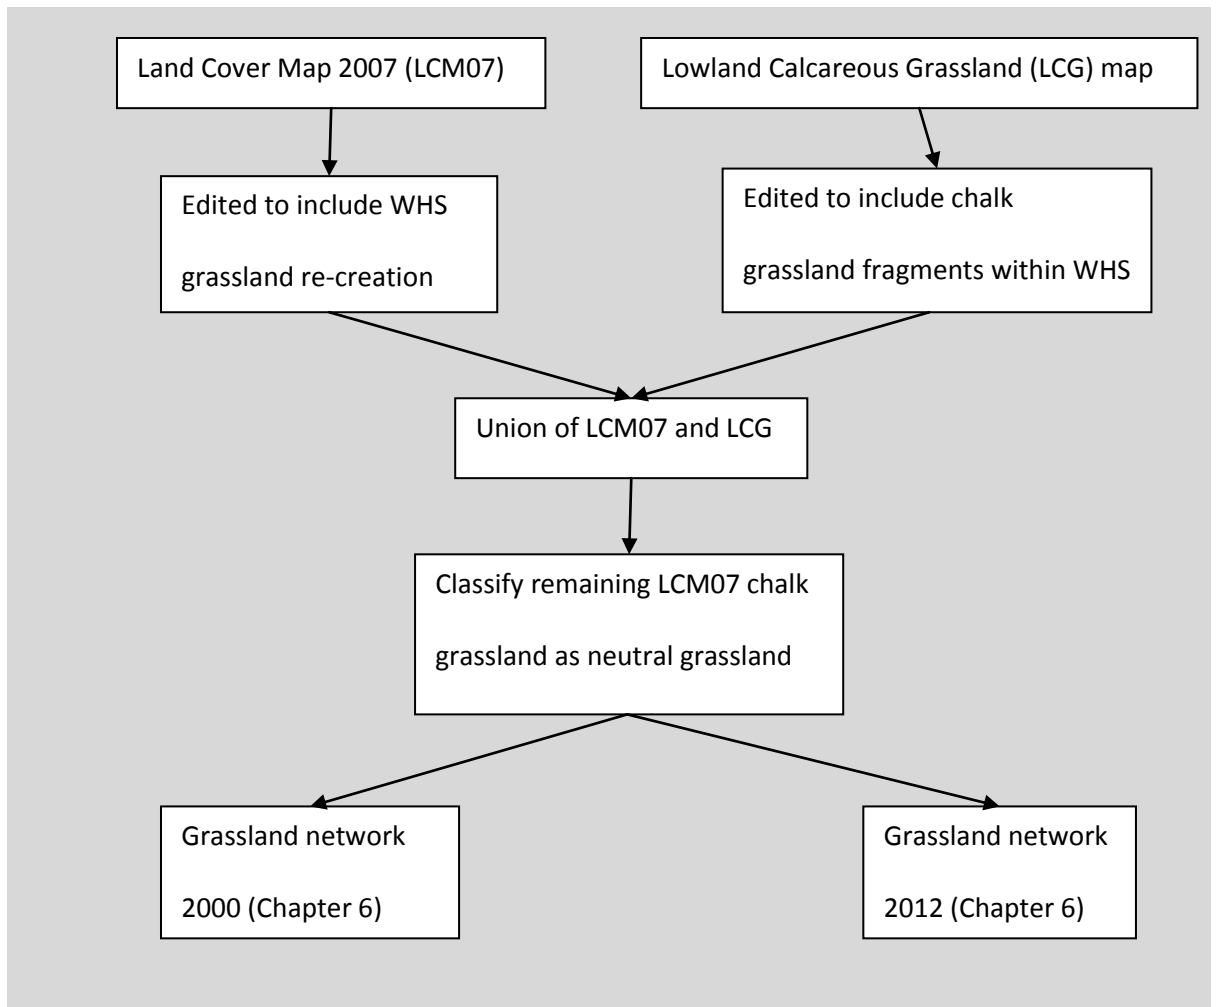 Land Cover Map 2007 (LCM07)
Lowland Calcareous Grassland (LCG) map
Edited to include WHS
grassland re-creation
Edited to include chalk
grassland fragments within WHS
Union of LCM07 and LCG
Classify remaining LCM07 chalk
grassland as neutral grassland
Grassland network
2000 (Chapter 6)
Grassland network
2012 (Chapter 6)